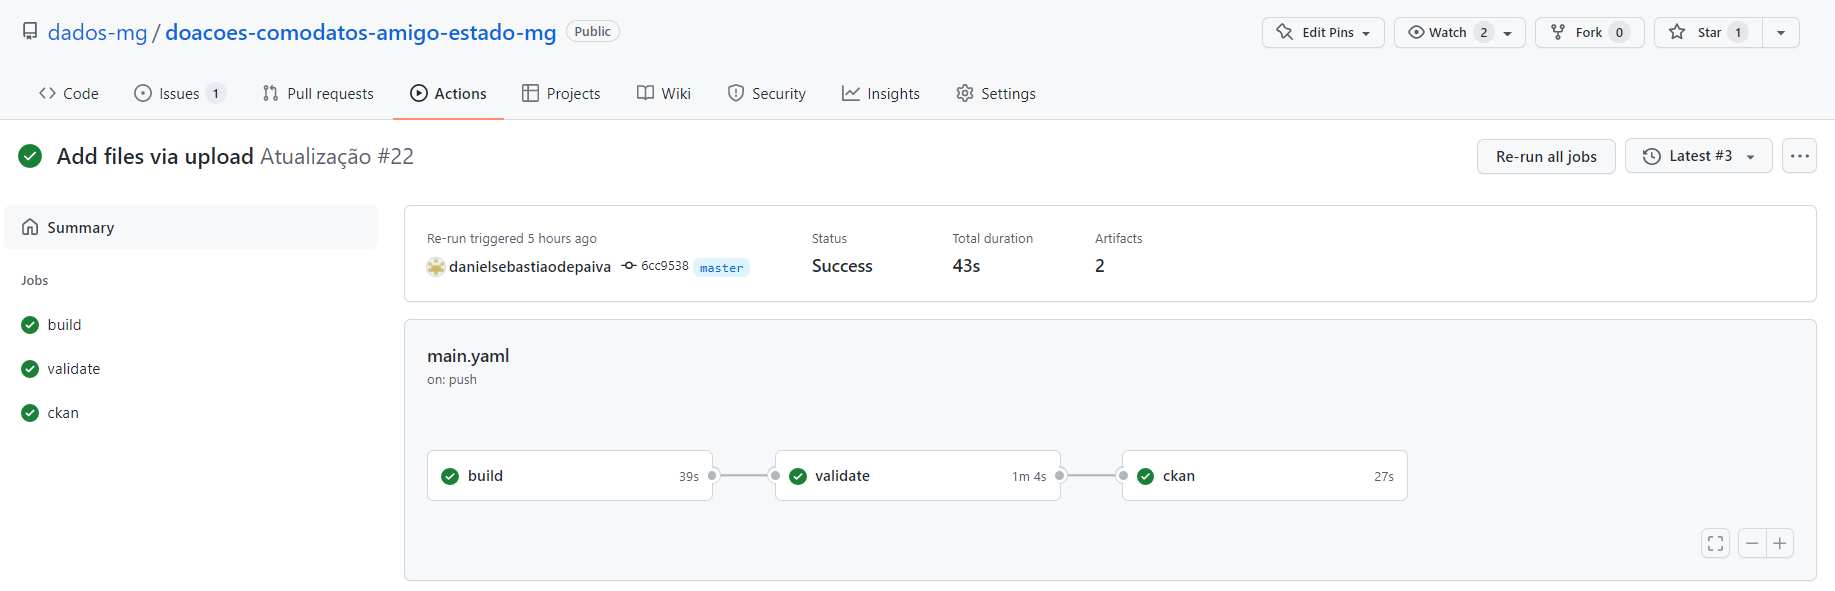 dados-mg / doacoes-comodatos-amigo-estado-mg Public
Edit Pins Watch 2 Fork 0 Star 1
Code Issues 1 Pull requests Actions Projects Wiki Security Insights Settings
Add files via upload Atualização #22
Re-run all jobs Latest #3 ...
Summary
Jobs
build
validate
ckan
Re-run triggered 5 hours ago
danielsebastiaodepaiva 6cc9538 master
Status
Success
Total duration
43s
Artifacts
2
main.yaml
on: push
build 39s
validate 1m 4s
ckan 27s